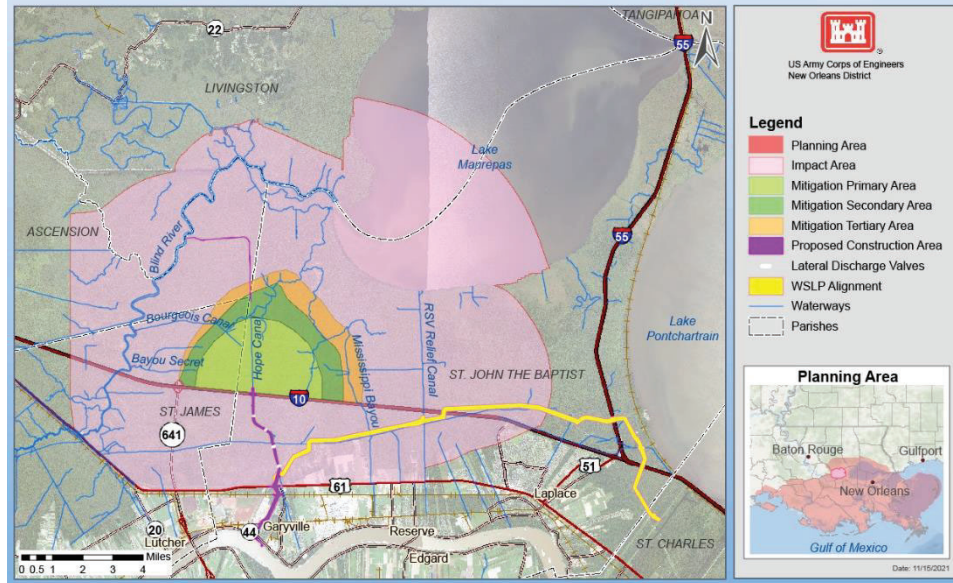 22
TANGIPAHOA
N
55
LIVINGSTON
Lake
Maurepas
ASCENSION
Blind River
55
Bourgeois Canal
Hope Canal
Mississippi Bayou
RSV Relief Canal
Lake
Pontchartrain
Bayou Secret
ST. JOHN THE BAPTIST
10
ST. JAMES
641
61
51
Laplace
20
Lutcher
44
Garyville
Reserve
Edgard
ST. CHARLES
Miles
0 0.5 1 2 3 4
®
US Army Corps of Engineers
New Orleans District
Legend
Planning Area
Impact Area
Mitigation Primary Area
Mitigation Secondary Area
Mitigation Tertiary Area
Proposed Construction Area
Lateral Discharge Valves
WSLP Alignment
Waterways
Parishes
Planning Area
Baton Rouge
Gulfport
New Orleans
Gulf of Mexico
Date: 11/15/2021